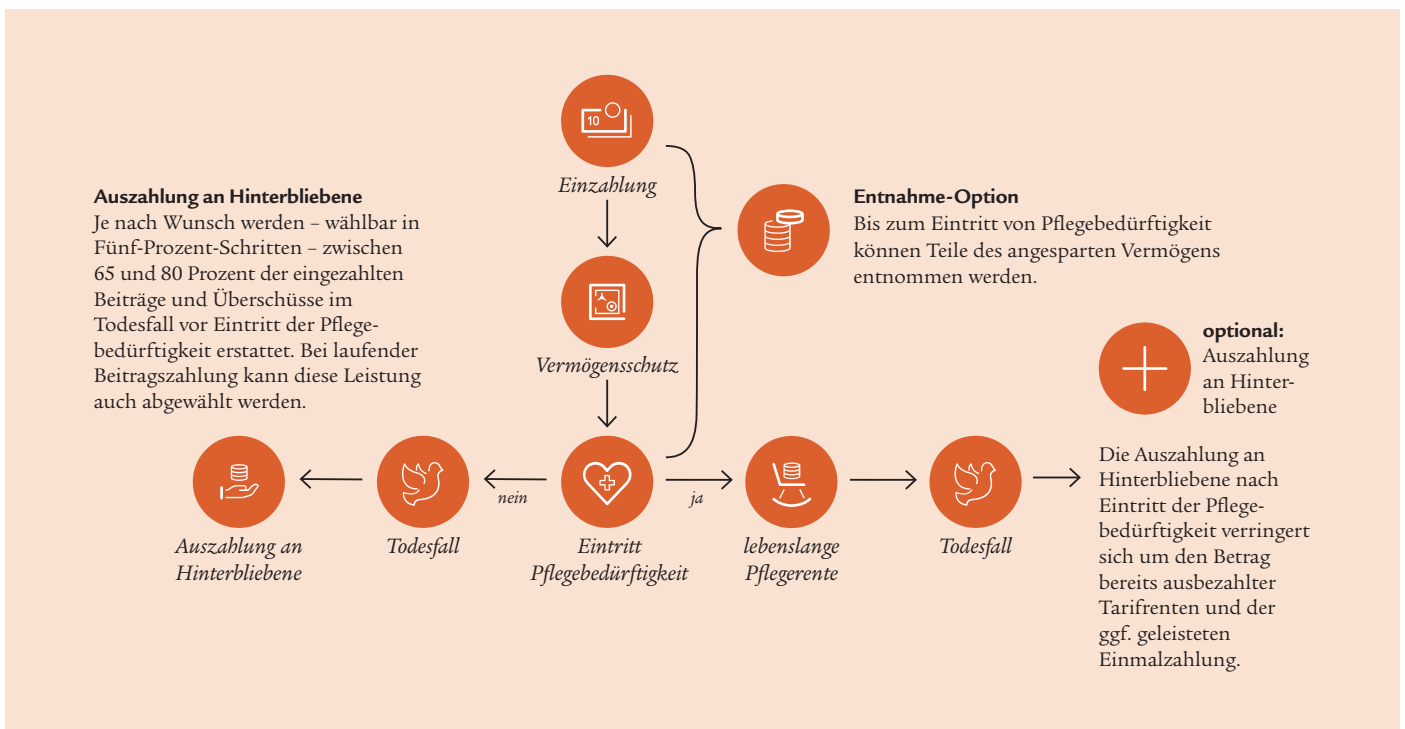 10
Einzahlung
Auszahlung an Hinterbliebene
Je nach Wunsch werden – wählbar in
Fünf-Prozent-Schritten – zwischen
65 und 80 Prozent der eingezahlten
Beiträge und Überschüsse im
Todesfall vor Eintritt der Pflege-
bedürftigkeit erstattet. Bei laufender
Beitragszahlung kann diese Leistung
auch abgewählt werden.
Entnahme-Option
Bis zum Eintritt von Pflegebedürftigkeit
können Teile des angesparten Vermögens
entnommen werden.
Vermögensschutz
optional:
Auszahlung
an Hinter-
bliebene
nein
ja
Auszahlung an
Hinterbliebene
Todesfall
Eintritt
Pflegebedürftigkeit
lebenslange
Pflegerente
Todesfall
Die Auszahlung an
Hinterbliebene nach
Eintritt der Pflege-
bedürftigkeit verringert
sich um den Betrag
bereits ausbezahlter
Tarifrenten und der
ggf. geleisteten
Einmalzahlung.